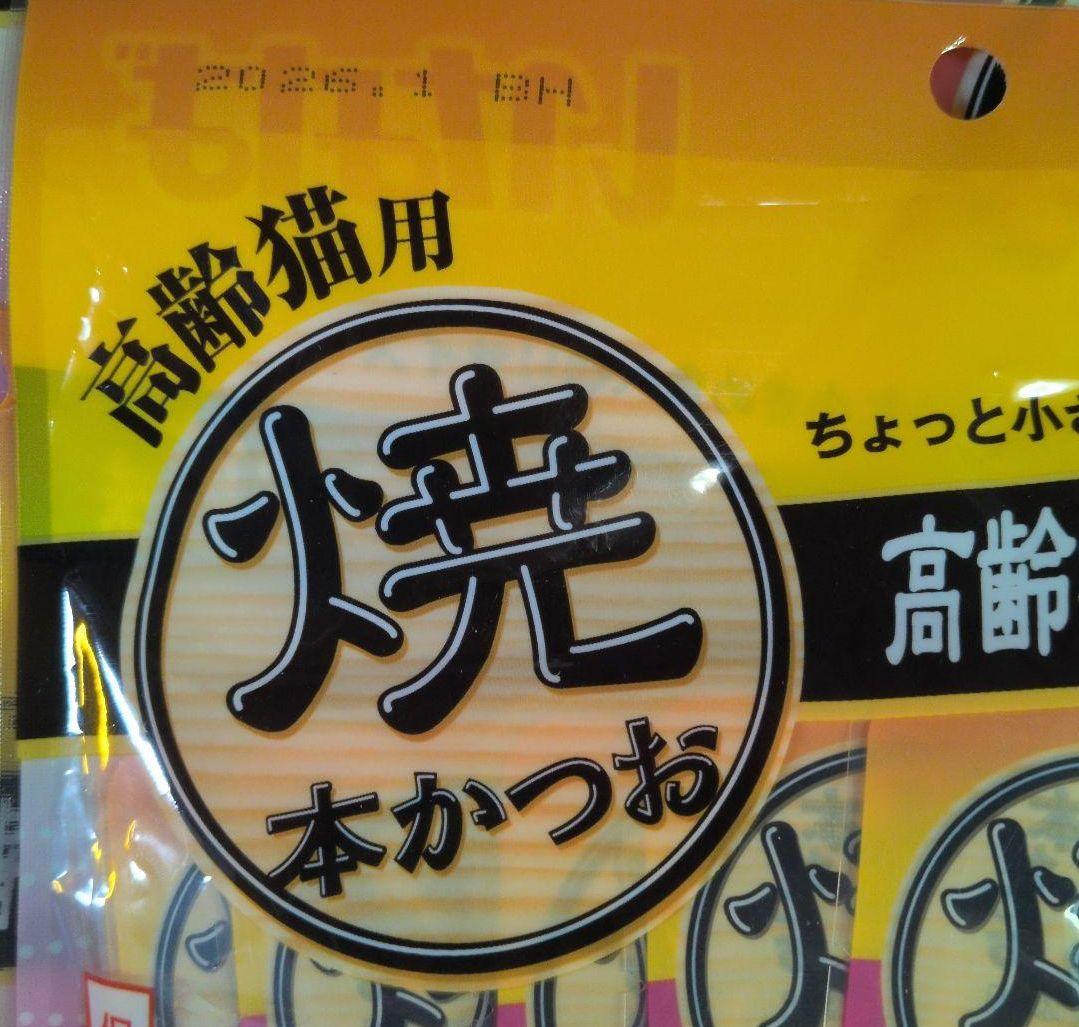 2026.1 BH
高齢猫用
焼
本かつお
ちょっと小さ
高齢